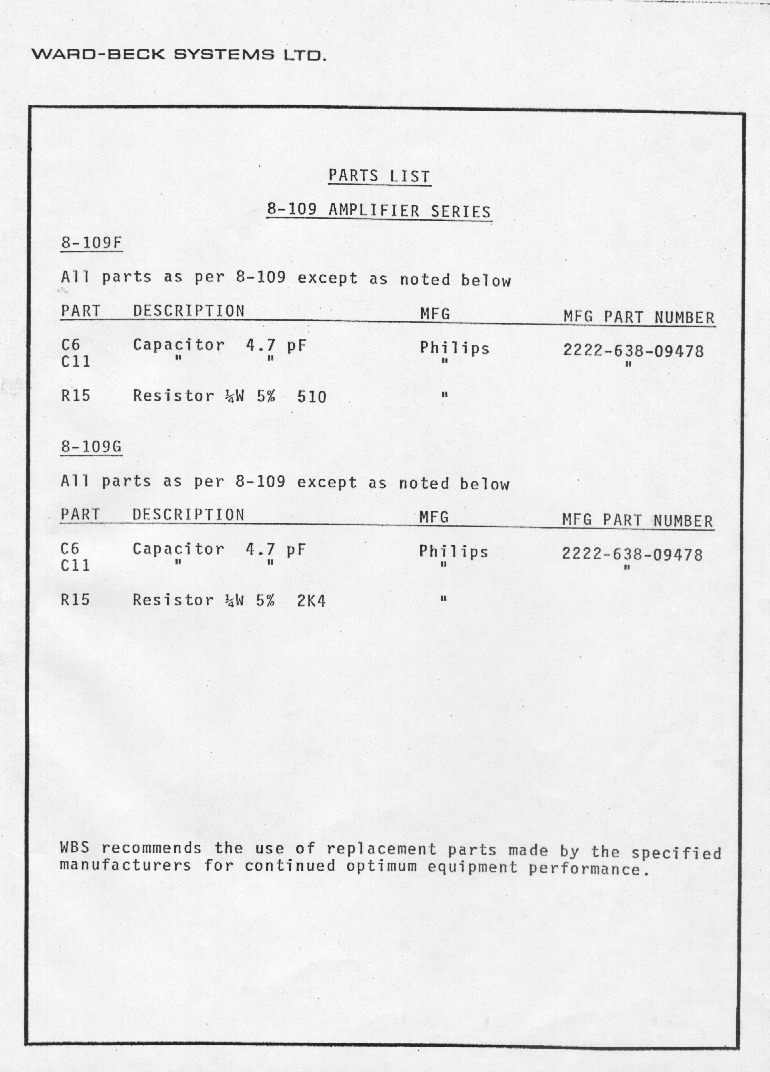 WARD-BECK SYSTEMS LTD.
PARTS LIST
8-109 AMPLIFIER SERIES
8-109F
All parts as per 8-109 except as noted below
PART DESCRIPTION MFG MFG PART NUMBER
C6 Capacitor 4.7 pF Philips 2222-638-09478
C11 " " " "
R15 Resistor ¼W 5% 510 "
8-109G
All parts as per 8-109 except as noted below
PART DESCRIPTION MFG MFG PART NUMBER
C6 Capacitor 4.7 pF Philips 2222-638-09478
C11 " " " "
R15 Resistor ¼W 5% 2K4 "
WBS recommends the use of replacement parts made by the specified
manufacturers for continued optimum equipment performance.